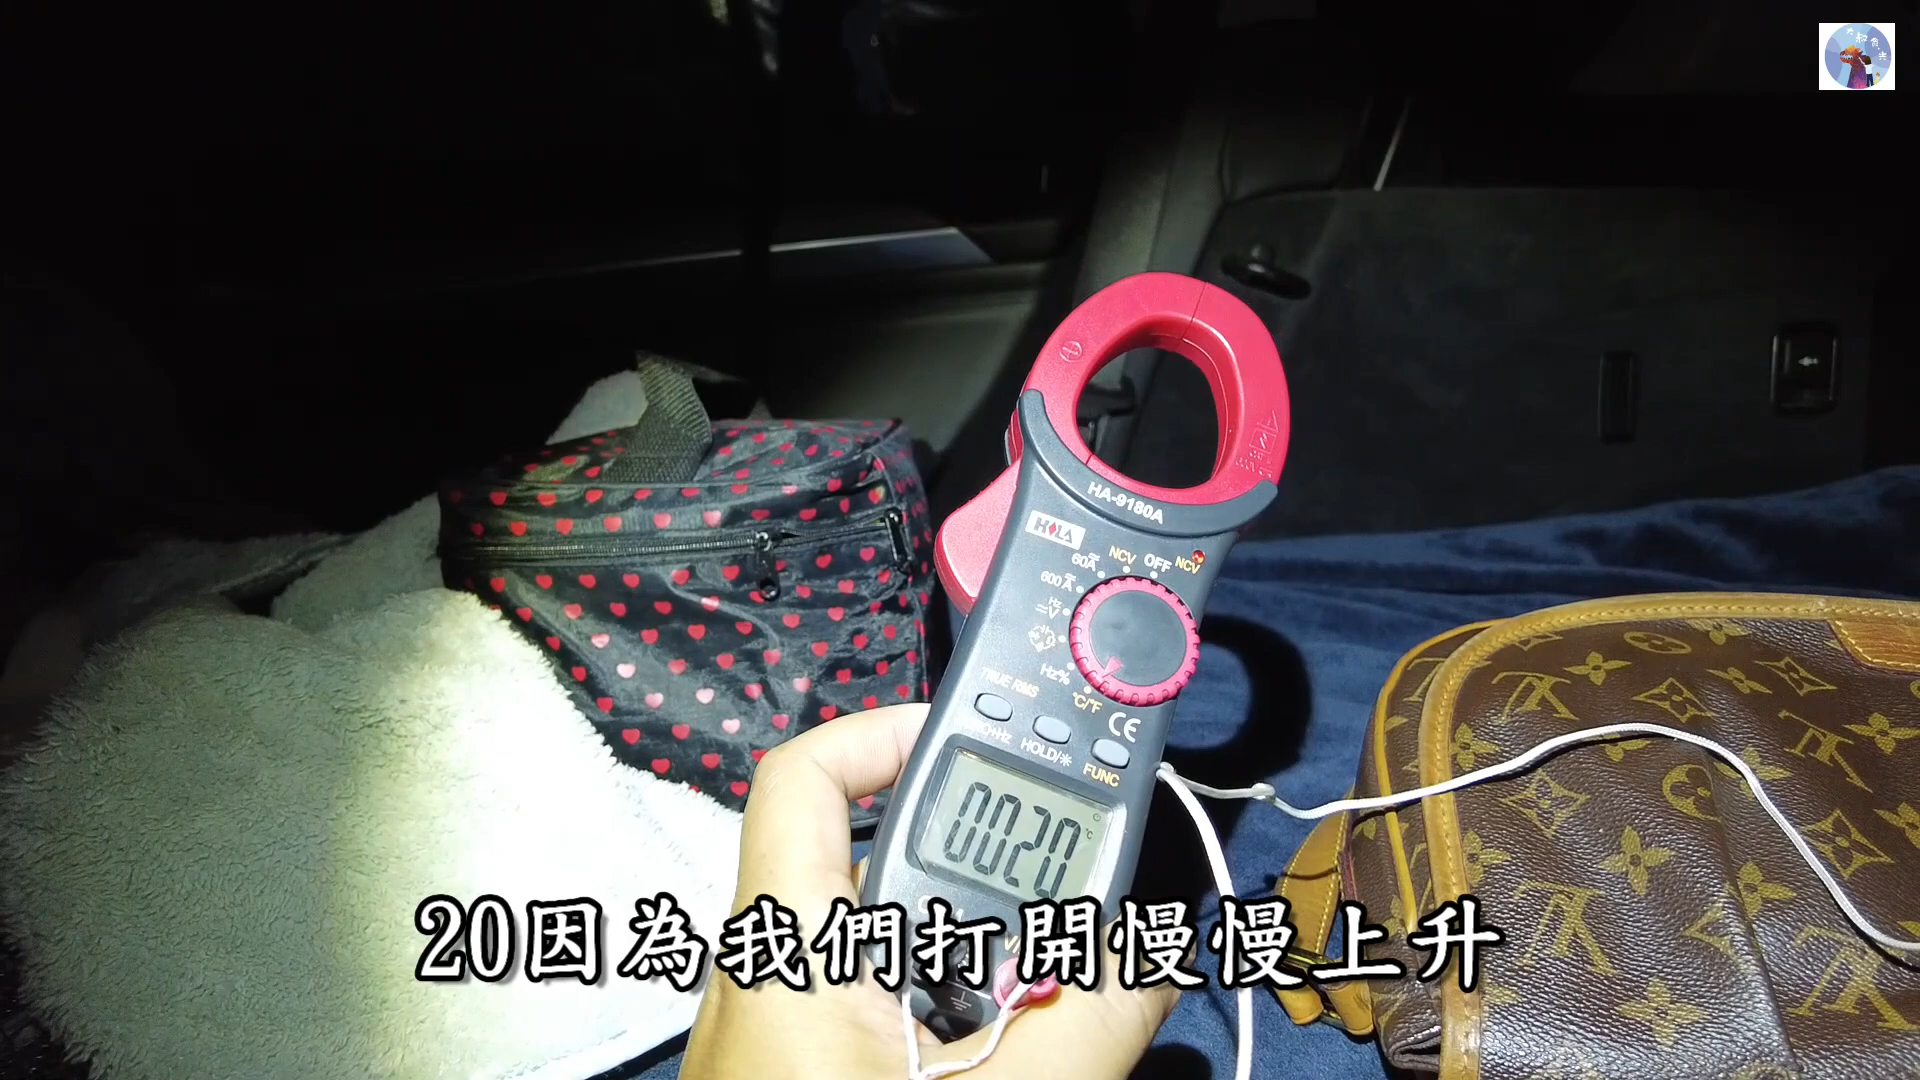 HA-9180A
HOLA
60A
NCV
OFF
NCV
600A
Hz
V
Hz%
°C/°F
TRUE RMS
CE
HOLD/☀
FUNC
0020
°C
20因為我們打開慢慢上升